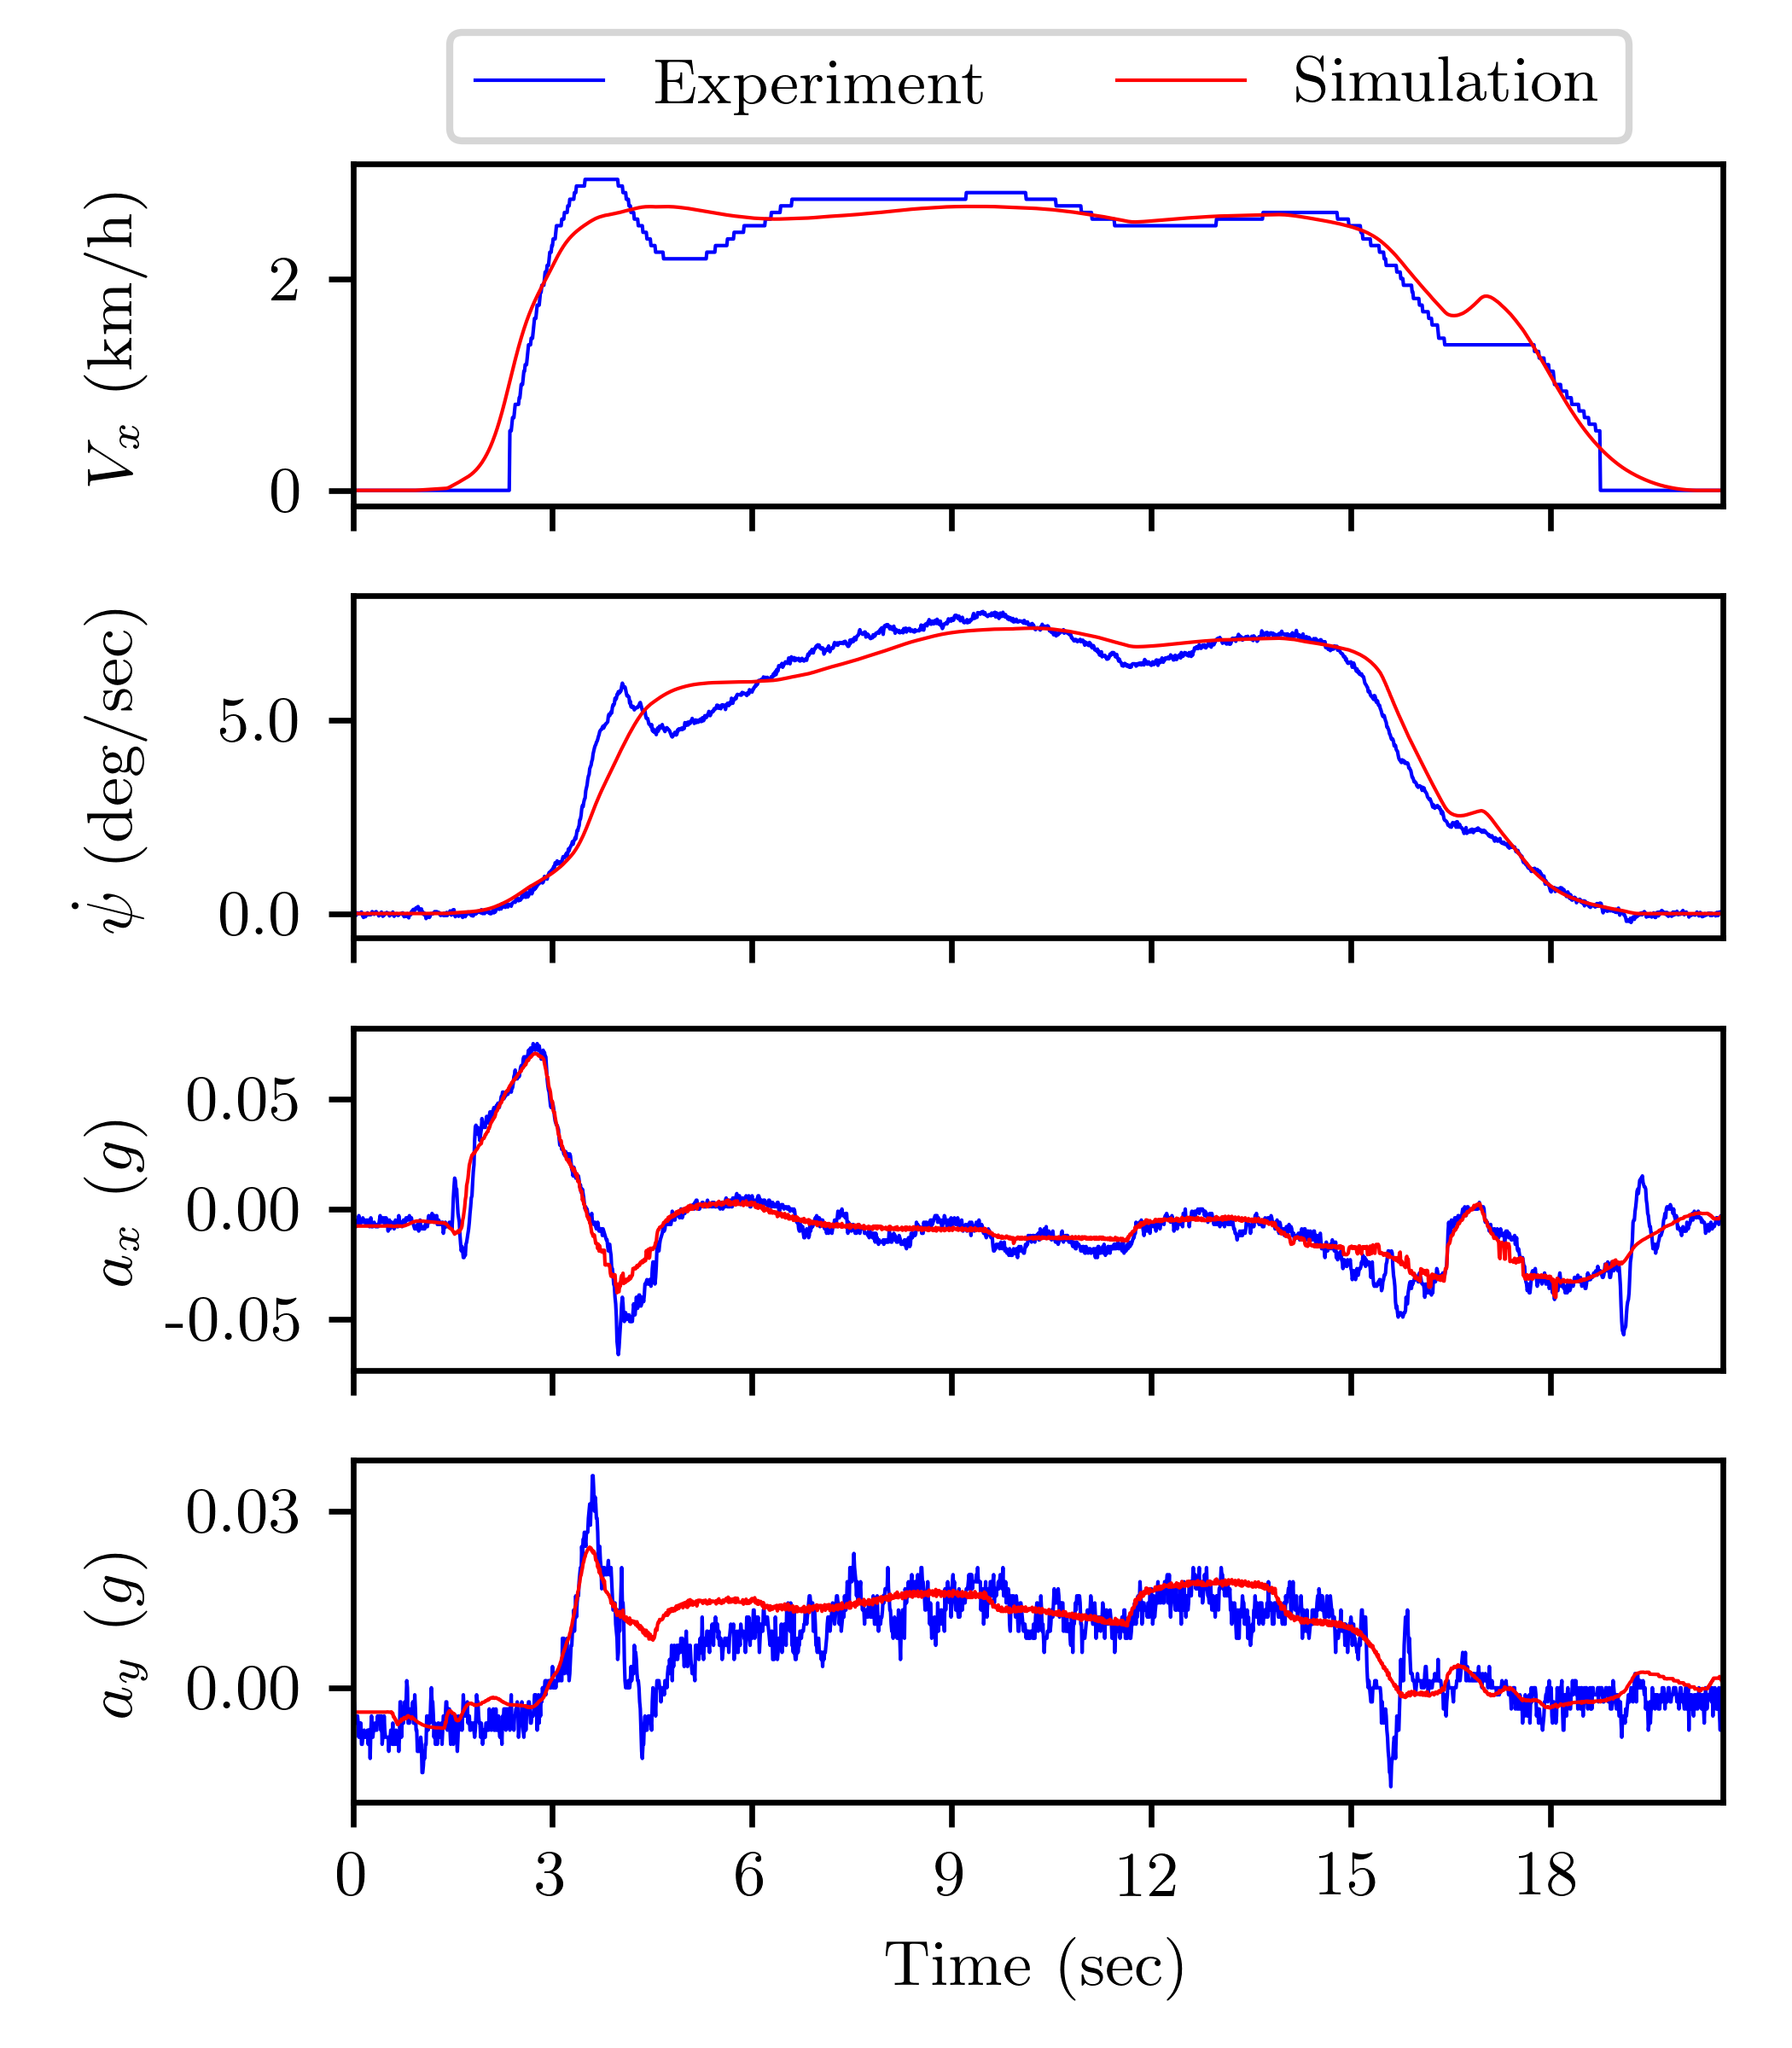 Experiment Simulation
V_x (km/h)
2
0
ψ̇ (deg/sec)
5.0
0.0
a_x (g)
0.05
0.00
-0.05
a_y (g)
0.03
0.00
0 3 6 9 12 15 18
Time (sec)